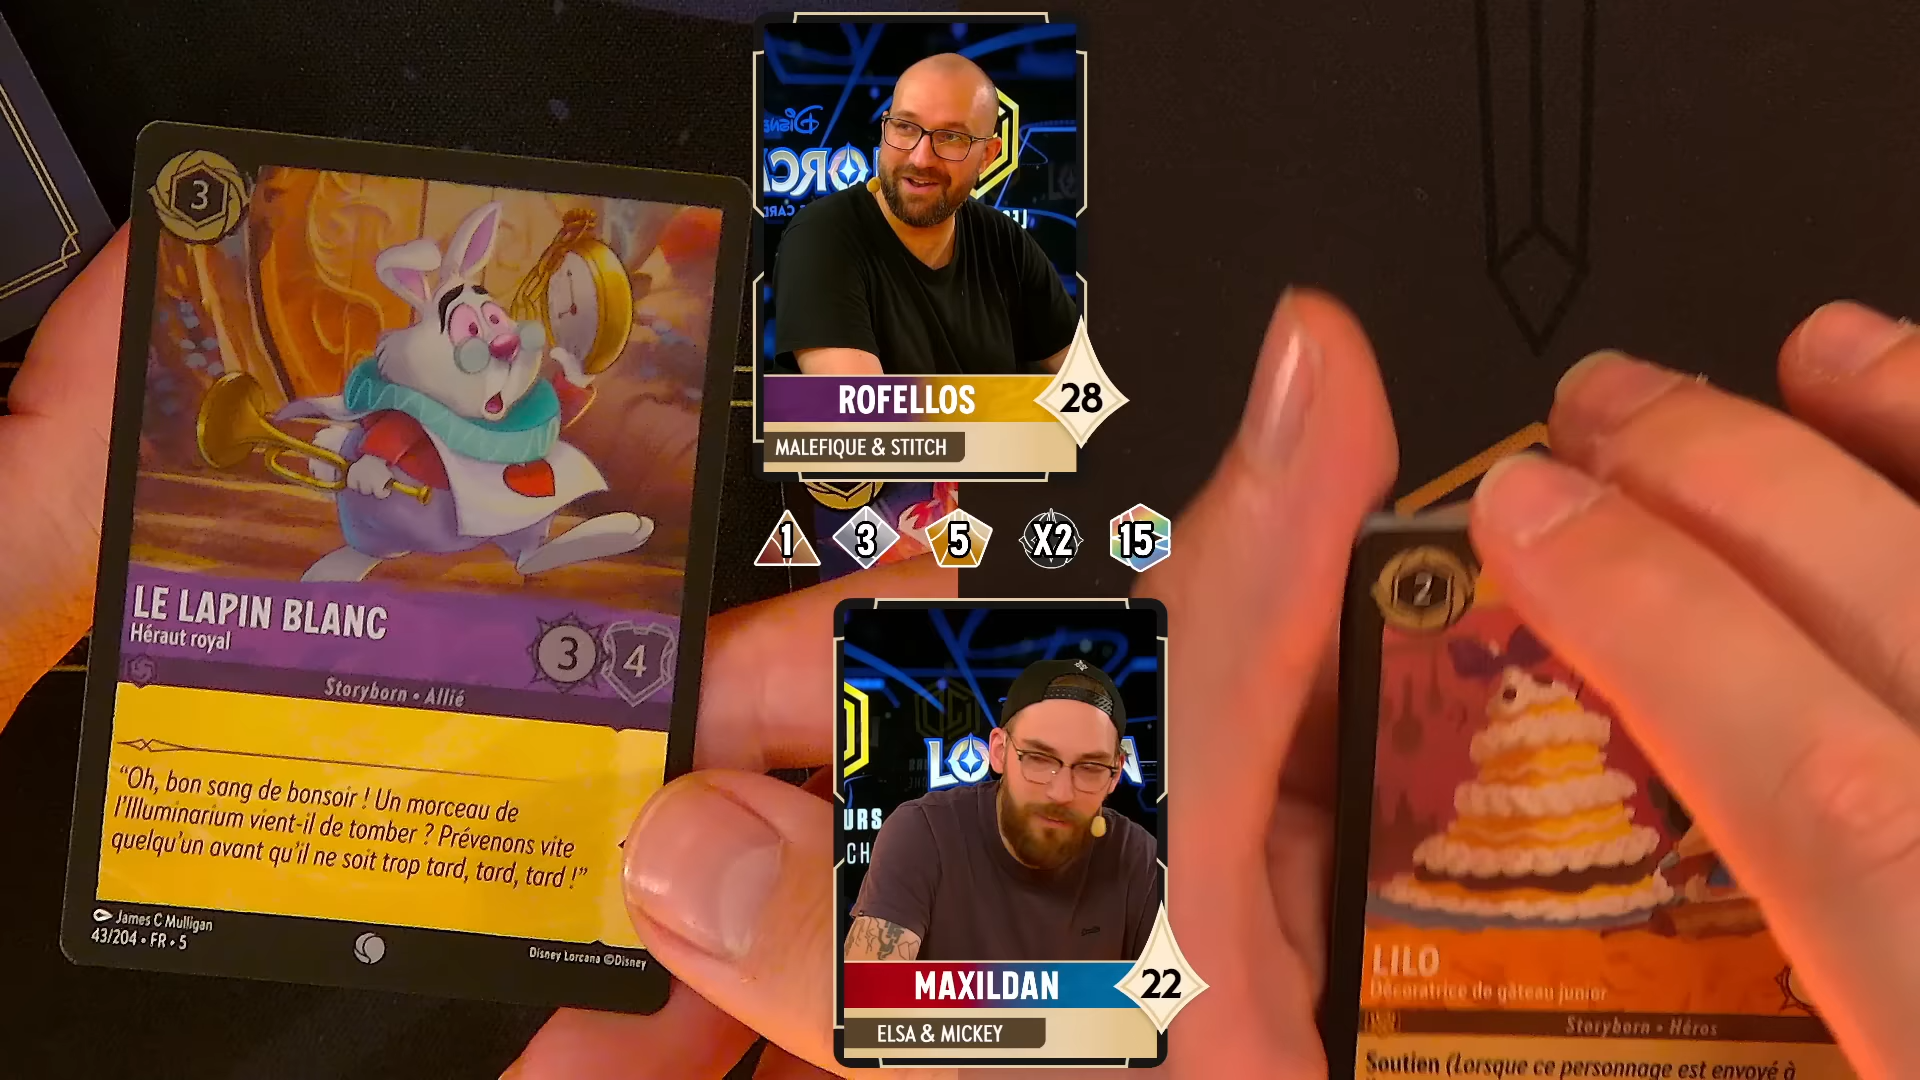 3
LE LAPIN BLANC
Héraut royal
3
4
Storyborn • Allié
“Oh, bon sang de bonsoir ! Un morceau de
l’Illuminarium vient-il de tomber ? Prévenons vite
quelqu’un avant qu’il ne soit trop tard, tard, tard !”
James C Mulligan
43/204 • FR • 5
Disney Lorcana ©Disney
ROFELLOS
28
MALEFIQUE & STITCH
1
3
5
X2
15
URS
CH
MAXILDAN
22
ELSA & MICKEY
2
LILO
Décoratrice de gâteau junior
Storyborn • Héros
Soutien (Lorsque ce personnage est envoyé à